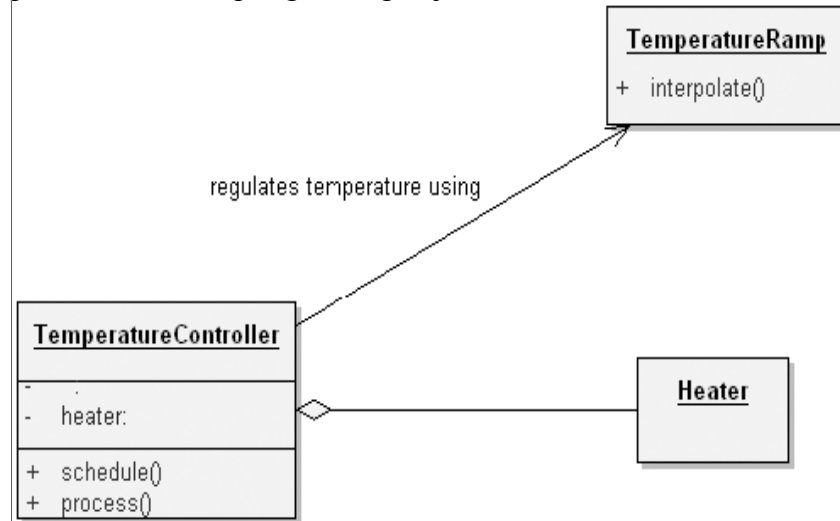 TemperatureRamp
+ interpolate()
regulates temperature using
TemperatureController
-
- heater:
+ schedule()
+ process()
Heater